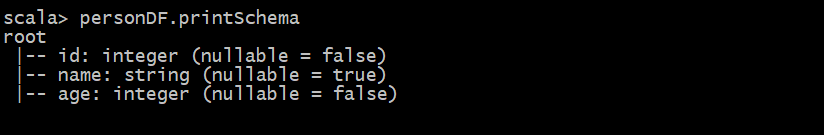 scala> personDF.printSchema
root
 |-- id: integer (nullable = false)
 |-- name: string (nullable = true)
 |-- age: integer (nullable = false)